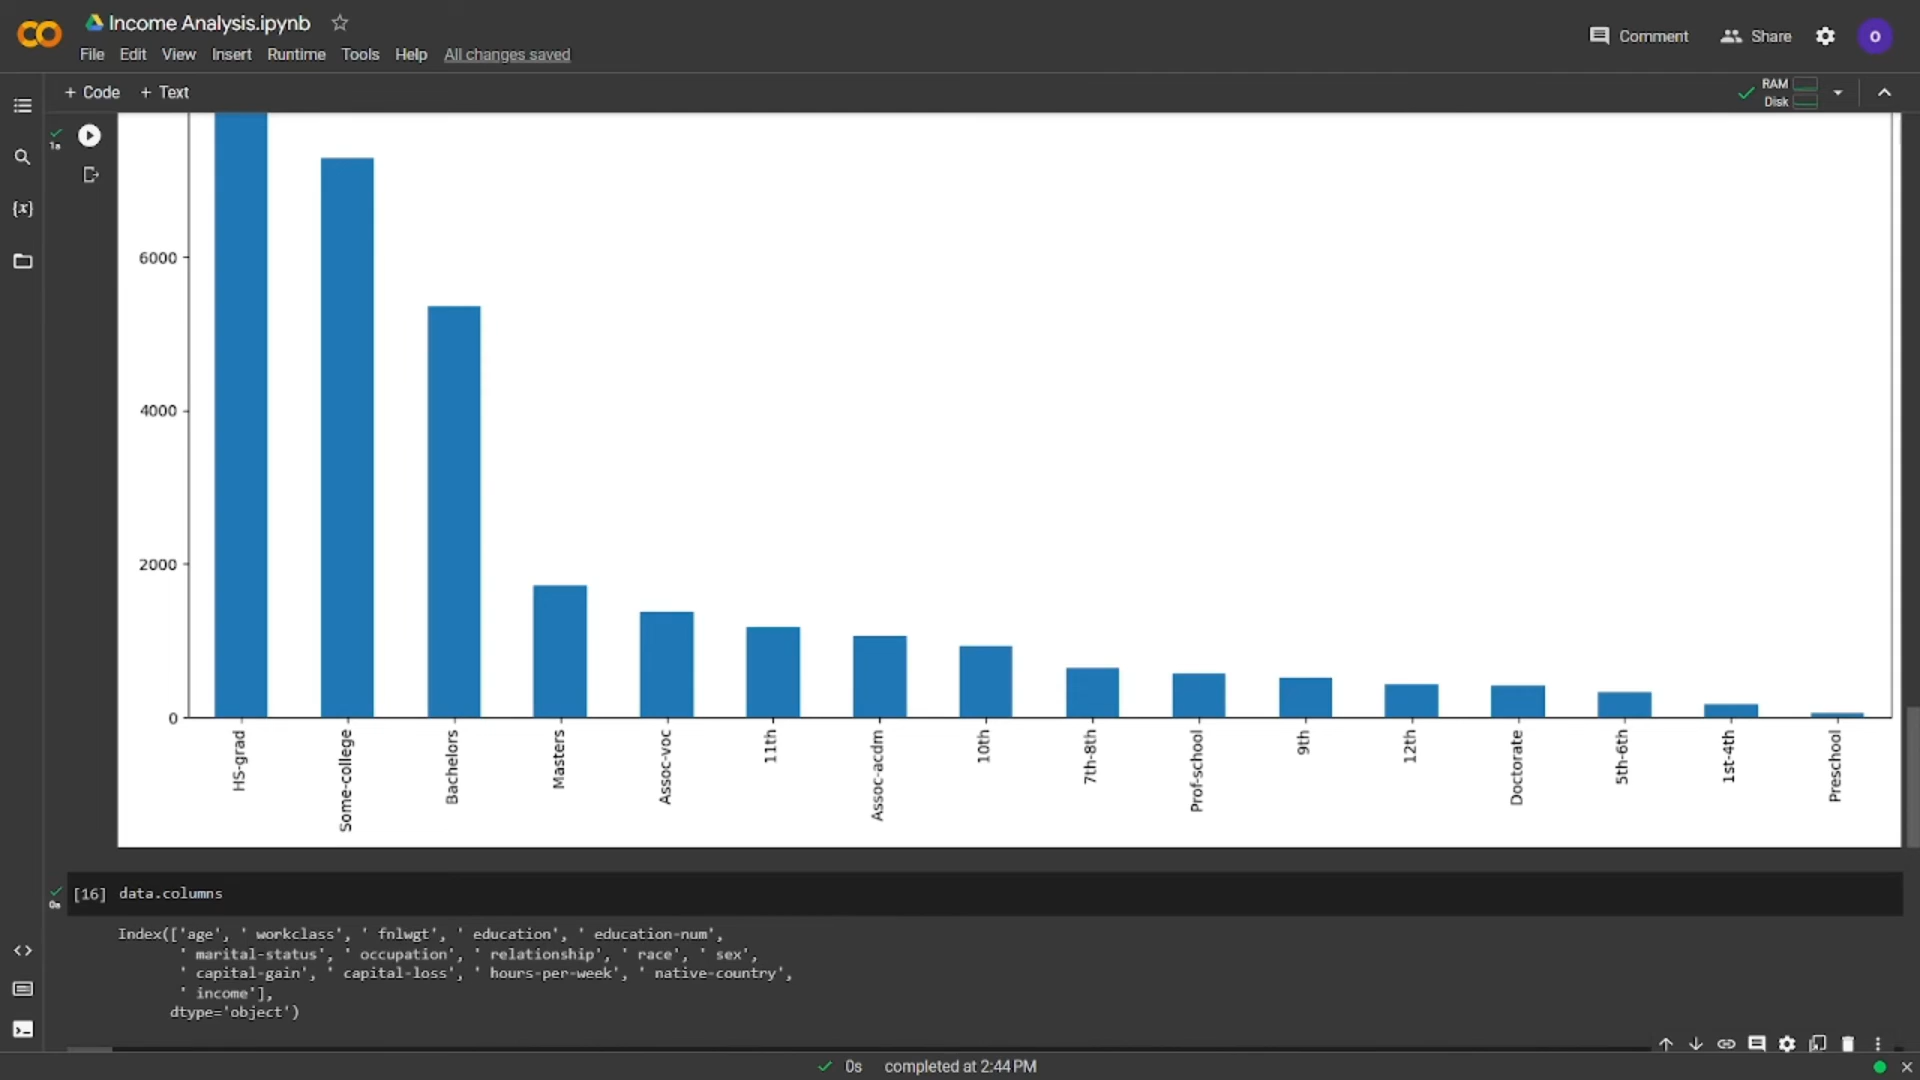 Income Analysis.ipynb
File Edit View Insert Runtime Tools Help All changes saved
Comment Share O
+ Code + Text
RAM
Disk
1s
{x}
6000
4000
2000
0
HS-grad
Some-college
Bachelors
Masters
Assoc-voc
11th
Assoc-acdm
10th
7th-8th
Prof-school
9th
12th
Doctorate
5th-6th
1st-4th
Preschool
0s
[16] data.columns
Index(['age', ' workclass', ' fnlwgt', ' education', ' education-num',
' marital-status', ' occupation', ' relationship', ' race', ' sex',
' capital-gain', ' capital-loss', ' hours-per-week', ' native-country',
' income'],
dtype='object')
0s completed at 2:44 PM